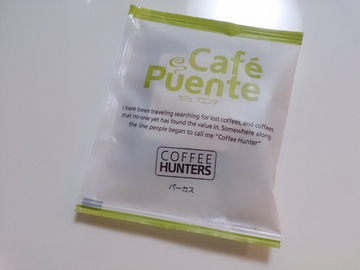 Café
Puente
カフェ プエンテ
I have been traveling searching for lost coffees, and coffees
that no one yet has found the value in. Somewhere along
the line people began to call me "Coffee Hunter"
COFFEE
HUNTERS
パーカス